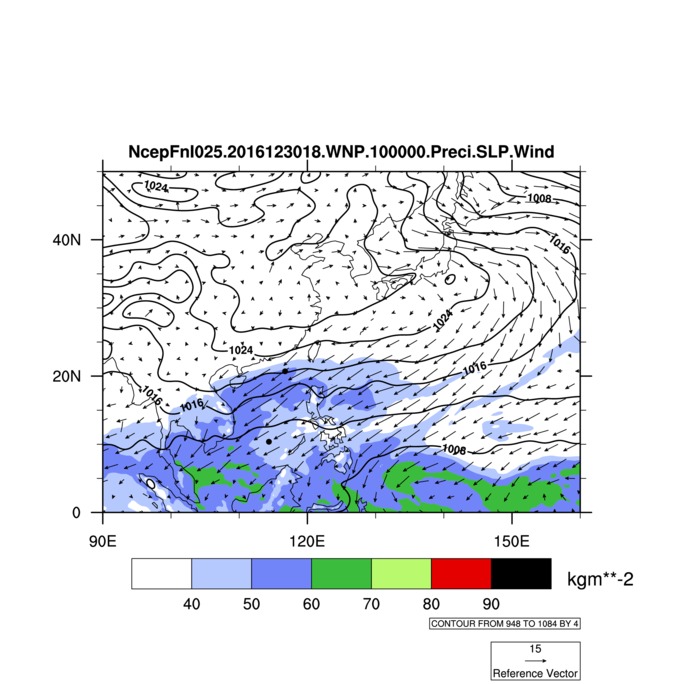 NcepFnl025.2016123018.WNP.100000.Preci.SLP.Wind
1024
1008
40N
1016
1024
1024
1016
20N
1016
1016
1008
0
90E
120E
150E
kgm**-2
40
50
60
70
80
90
CONTOUR FROM 948 TO 1084 BY 4
15
Reference Vector